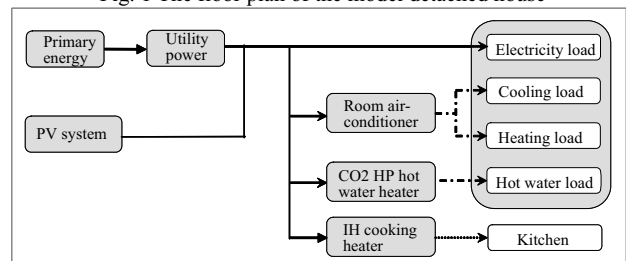 Fig. 1 The floor plan of the model detached house
Primary
energy
Utility
power
Electricity load
Cooling load
Room air-
conditioner
PV system
Heating load
CO2 HP hot
water heater
Hot water load
IH cooking
heater
Kitchen